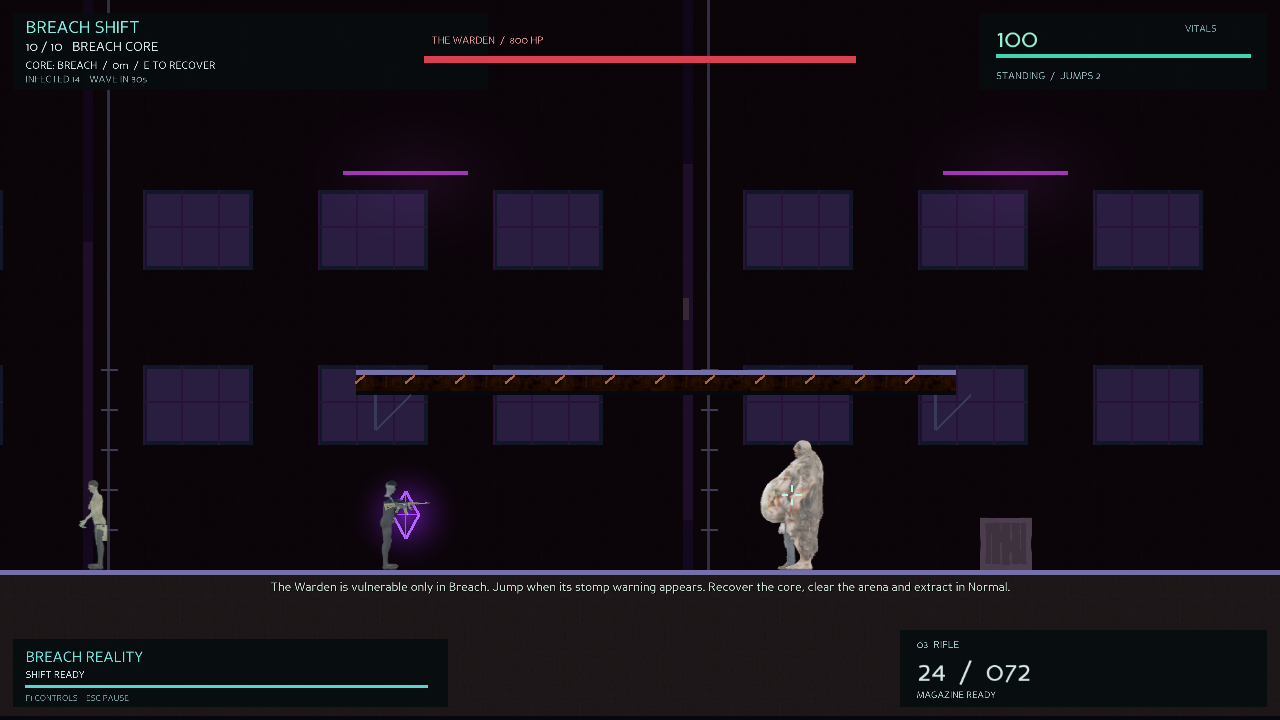 BREACH SHIFT
10 / 10 BREACH CORE
CORE: BREACH / 0m / E TO RECOVER
INFECTED 14 WAVE IN 30s
THE WARDEN / 800 HP
VITALS
100
STANDING / JUMPS 2
The Warden is vulnerable only in Breach. Jump when its stomp warning appears. Recover the core, clear the arena and extract in Normal.
BREACH REALITY
SHIFT READY
F1 CONTROLS ESC PAUSE
03 RIFLE
24 / 072
MAGAZINE READY